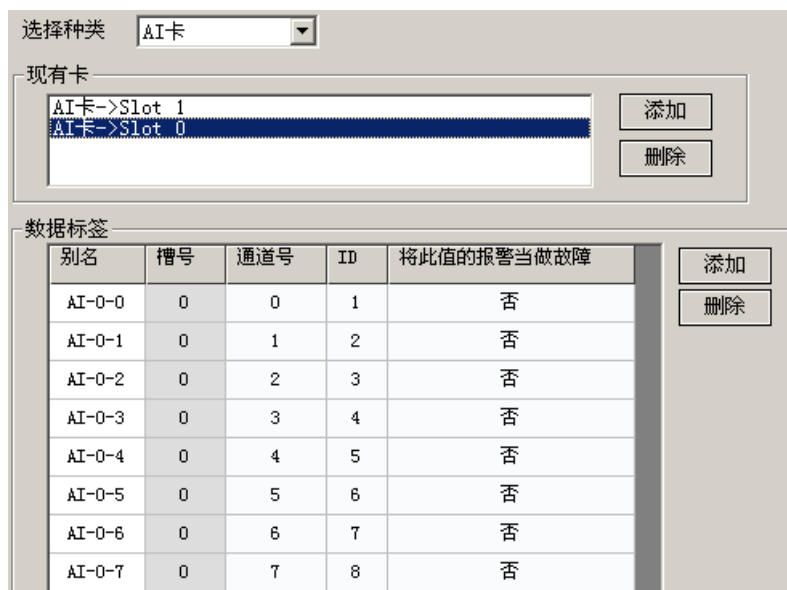 选择种类 AI卡
现有卡
AI卡->Slot 1 添加
AI卡->Slot 0
删除
数据标签
别名 槽号 通道号 ID 将此值的报警当做故障 添加
AI-0-0 0 0 1 否 删除
AI-0-1 0 1 2 否
AI-0-2 0 2 3 否
AI-0-3 0 3 4 否
AI-0-4 0 4 5 否
AI-0-5 0 5 6 否
AI-0-6 0 6 7 否
AI-0-7 0 7 8 否